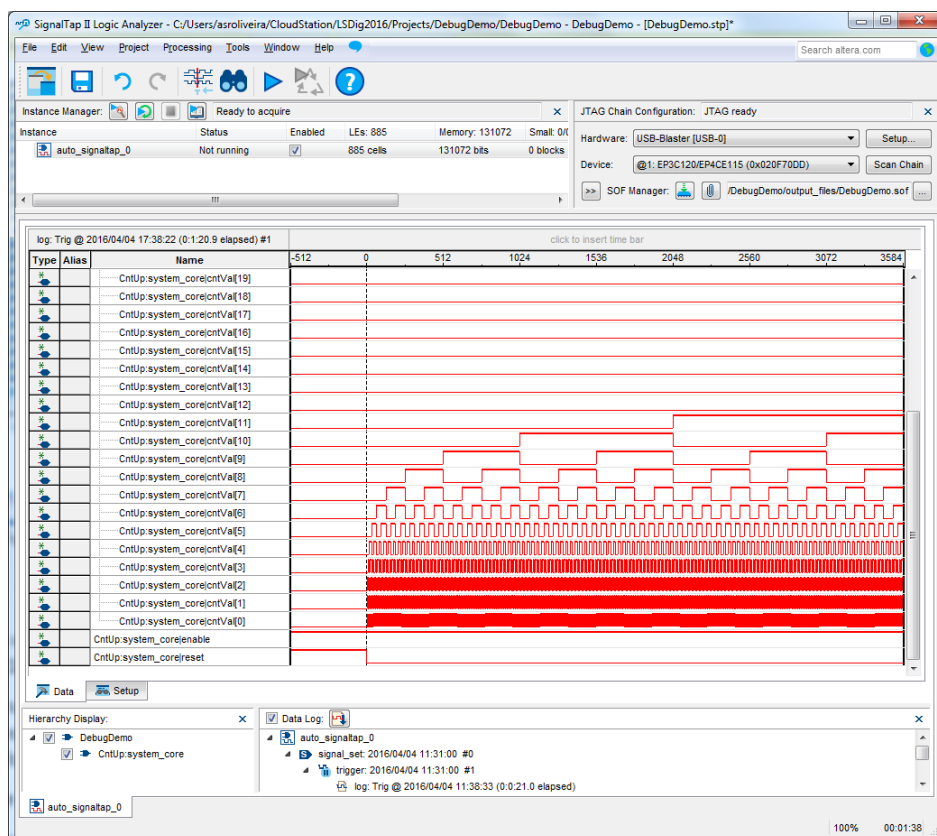 SignalTap II Logic Analyzer - C:/Users/asroliveira/CloudStation/LSDig2016/Projects/DebugDemo/DebugDemo - DebugDemo - [DebugDemo.stp]*
File Edit View Project Processing Tools Window Help
Search altera.com
Instance Manager: Ready to acquire
Instance Status Enabled LEs: 885 Memory: 131072 Small: 0/0
auto_signaltap_0 Not running 885 cells 131072 bits 0 blocks
JTAG Chain Configuration: JTAG ready
Hardware: USB-Blaster [USB-0] Setup...
Device: @1: EP3C120/EP4CE115 (0x020F70DD) Scan Chain
>> SOF Manager: /DebugDemo/output_files/DebugDemo.sof ...
log: Trig @ 2016/04/04 17:38:22 (0:1:20.9 elapsed) #1 click to insert time bar
Type Alias Name -512 0 512 1024 1536 2048 2560 3072 3584
CntUp:system_core|cntVal[19]
CntUp:system_core|cntVal[18]
CntUp:system_core|cntVal[17]
CntUp:system_core|cntVal[16]
CntUp:system_core|cntVal[15]
CntUp:system_core|cntVal[14]
CntUp:system_core|cntVal[13]
CntUp:system_core|cntVal[12]
CntUp:system_core|cntVal[11]
CntUp:system_core|cntVal[10]
CntUp:system_core|cntVal[9]
CntUp:system_core|cntVal[8]
CntUp:system_core|cntVal[7]
CntUp:system_core|cntVal[6]
CntUp:system_core|cntVal[5]
CntUp:system_core|cntVal[4]
CntUp:system_core|cntVal[3]
CntUp:system_core|cntVal[2]
CntUp:system_core|cntVal[1]
CntUp:system_core|cntVal[0]
CntUp:system_core|enable
CntUp:system_core|reset
Data Setup
Hierarchy Display:
DebugDemo
CntUp:system_core
Data Log:
auto_signaltap_0
signal_set: 2016/04/04 11:31:00 #0
trigger: 2016/04/04 11:31:00 #1
log: Trig @ 2016/04/04 11:38:33 (0:0:21.0 elapsed)
auto_signaltap_0
100% 00:01:38